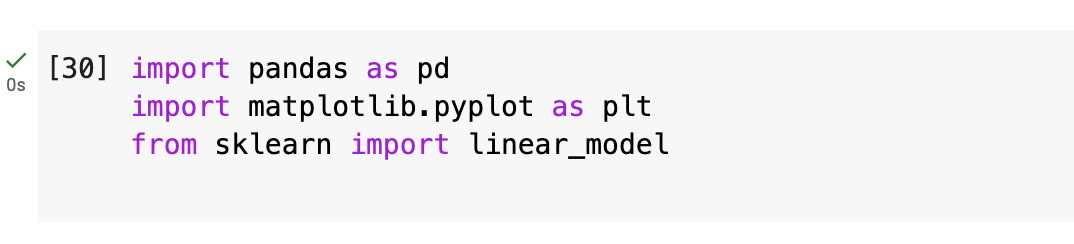 [30] import pandas as pd
0s
import matplotlib.pyplot as plt
from sklearn import linear_model